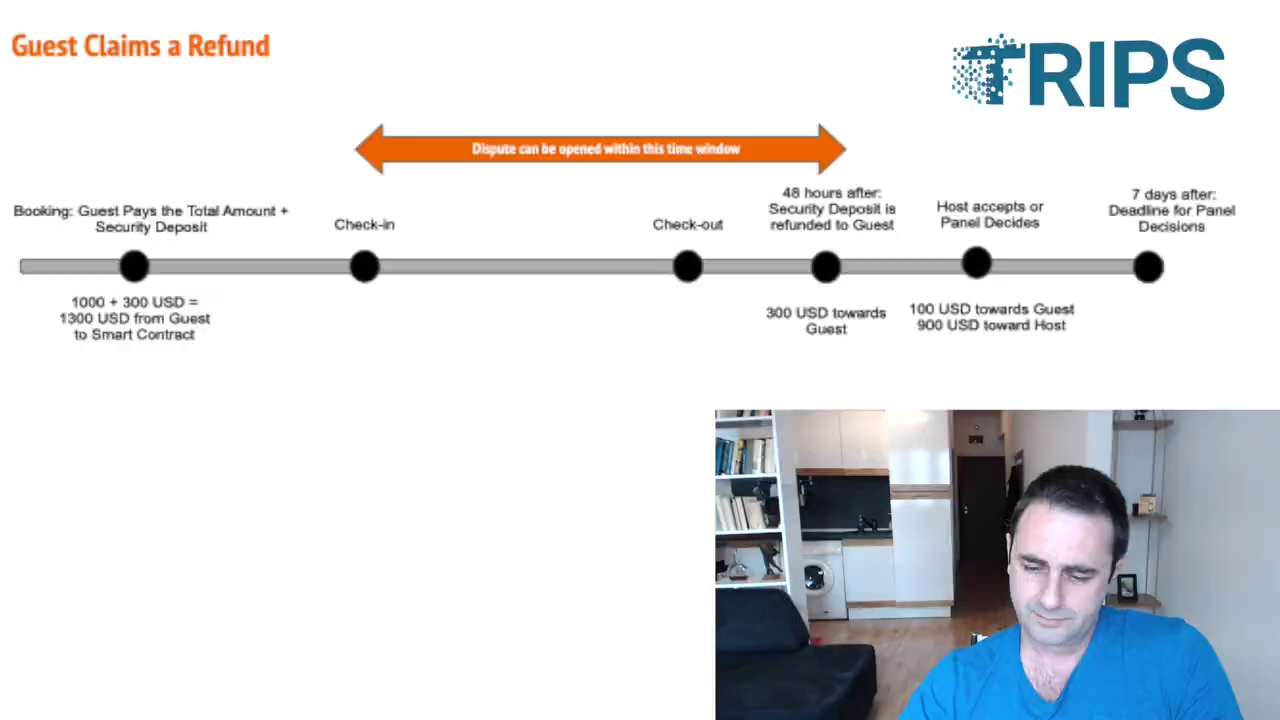 Guest Claims a Refund
TRIPS
Dispute can be opened within this time window
Booking: Guest Pays the Total Amount +
Security Deposit
Check-in
Check-out
48 hours after:
Security Deposit is
refunded to Guest
Host accepts or
Panel Decides
7 days after:
Deadline for Panel
Decisions
1000 + 300 USD =
1300 USD from Guest
to Smart Contract
300 USD towards
Guest
100 USD towards Guest
900 USD toward Host